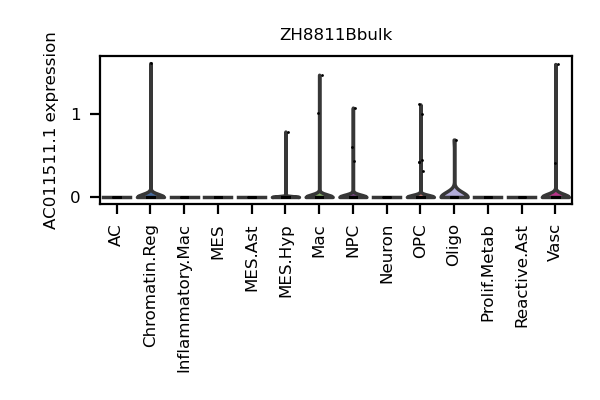 ZH8811Bbulk
AC011511.1 expression
1
0
AC
Chromatin.Reg
Inflammatory.Mac
MES
MES.Ast
MES.Hyp
Mac
NPC
Neuron
OPC
Oligo
Prolif.Metab
Reactive.Ast
Vasc